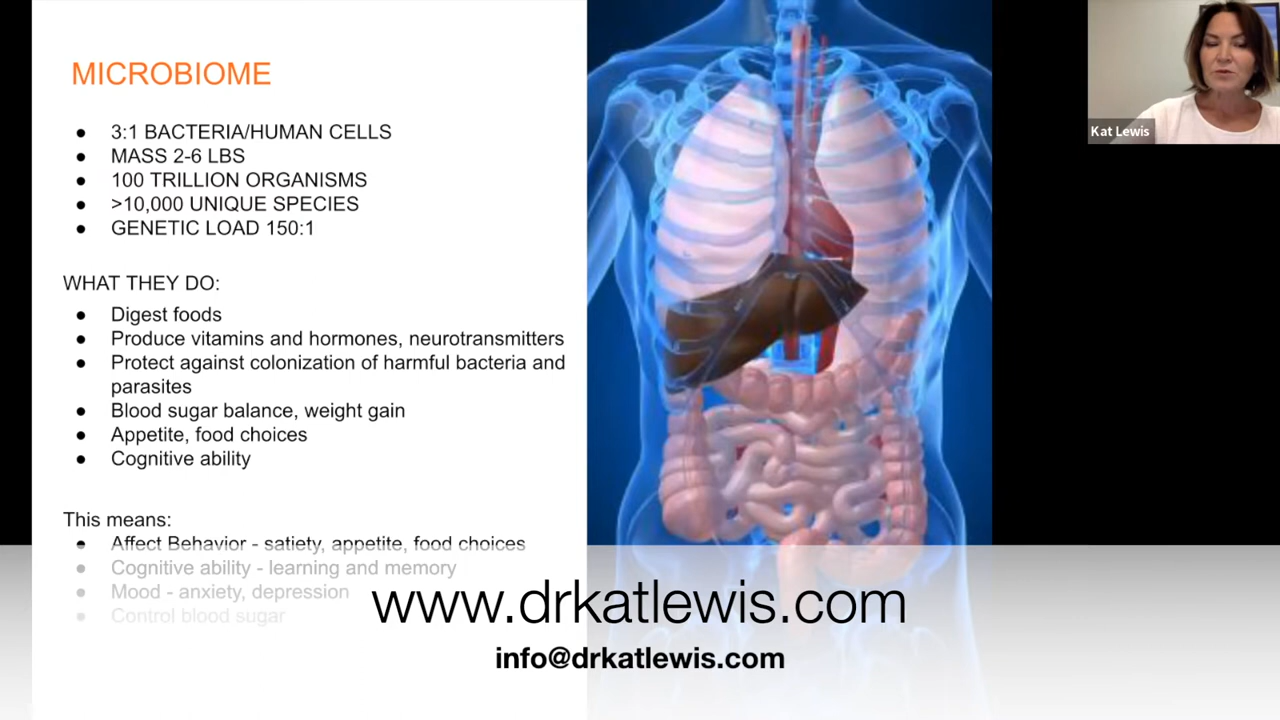 MICROBIOME
● 3:1 BACTERIA/HUMAN CELLS
● MASS 2-6 LBS
● 100 TRILLION ORGANISMS
● >10,000 UNIQUE SPECIES
● GENETIC LOAD 150:1
WHAT THEY DO:
● Digest foods
● Produce vitamins and hormones, neurotransmitters
● Protect against colonization of harmful bacteria and
parasites
● Blood sugar balance, weight gain
● Appetite, food choices
● Cognitive ability
This means:
● Affect Behavior - satiety, appetite, food choices
● Cognitive ability - learning and memory
● Mood - anxiety, depression
● Control blood sugar
Kat Lewis
www.drkatlewis.com
info@drkatlewis.com